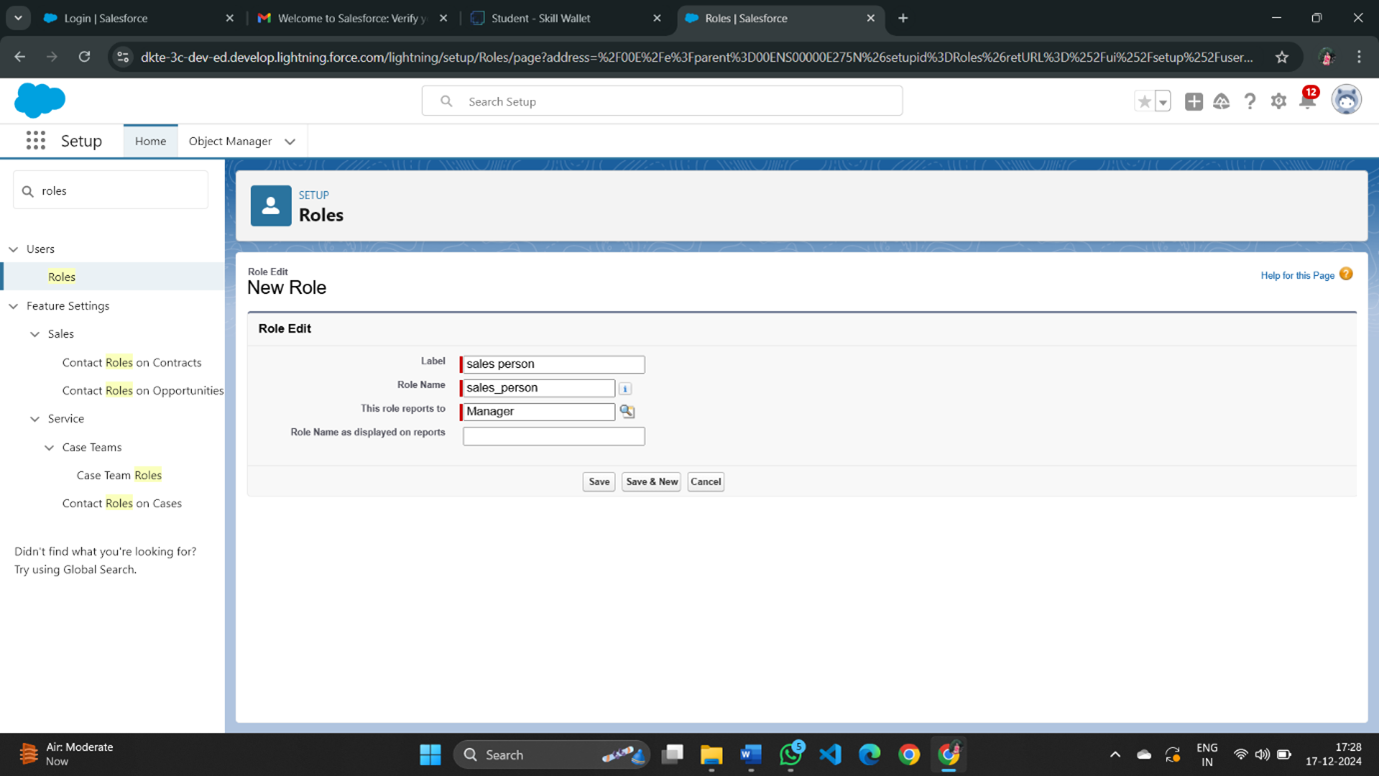 Login | Salesforce
Welcome to Salesforce: Verify y
Student - Skill Wallet
Roles | Salesforce
dkte-3c-dev-ed.develop.lightning.force.com/lightning/setup/Roles/page?address=%2F00E%2Fe%3Fparent%3D00ENS00000E275N%26setupid%3DRoles%26retURL%3D%252Fui%252Fsetup%252Fuser...
Search Setup
12
Setup
Home
Object Manager
roles
Users
Roles
Feature Settings
Sales
Contact Roles on Contracts
Contact Roles on Opportunities
Service
Case Teams
Case Team Roles
Contact Roles on Cases
Didn't find what you're looking for?
Try using Global Search.
SETUP
Roles
Role Edit
New Role
Help for this Page
Role Edit
Label
sales person
Role Name
sales_person
This role reports to
Manager
Role Name as displayed on reports
Save
Save & New
Cancel
Air: Moderate
Now
Search
5
ENG
IN
17:28
17-12-2024